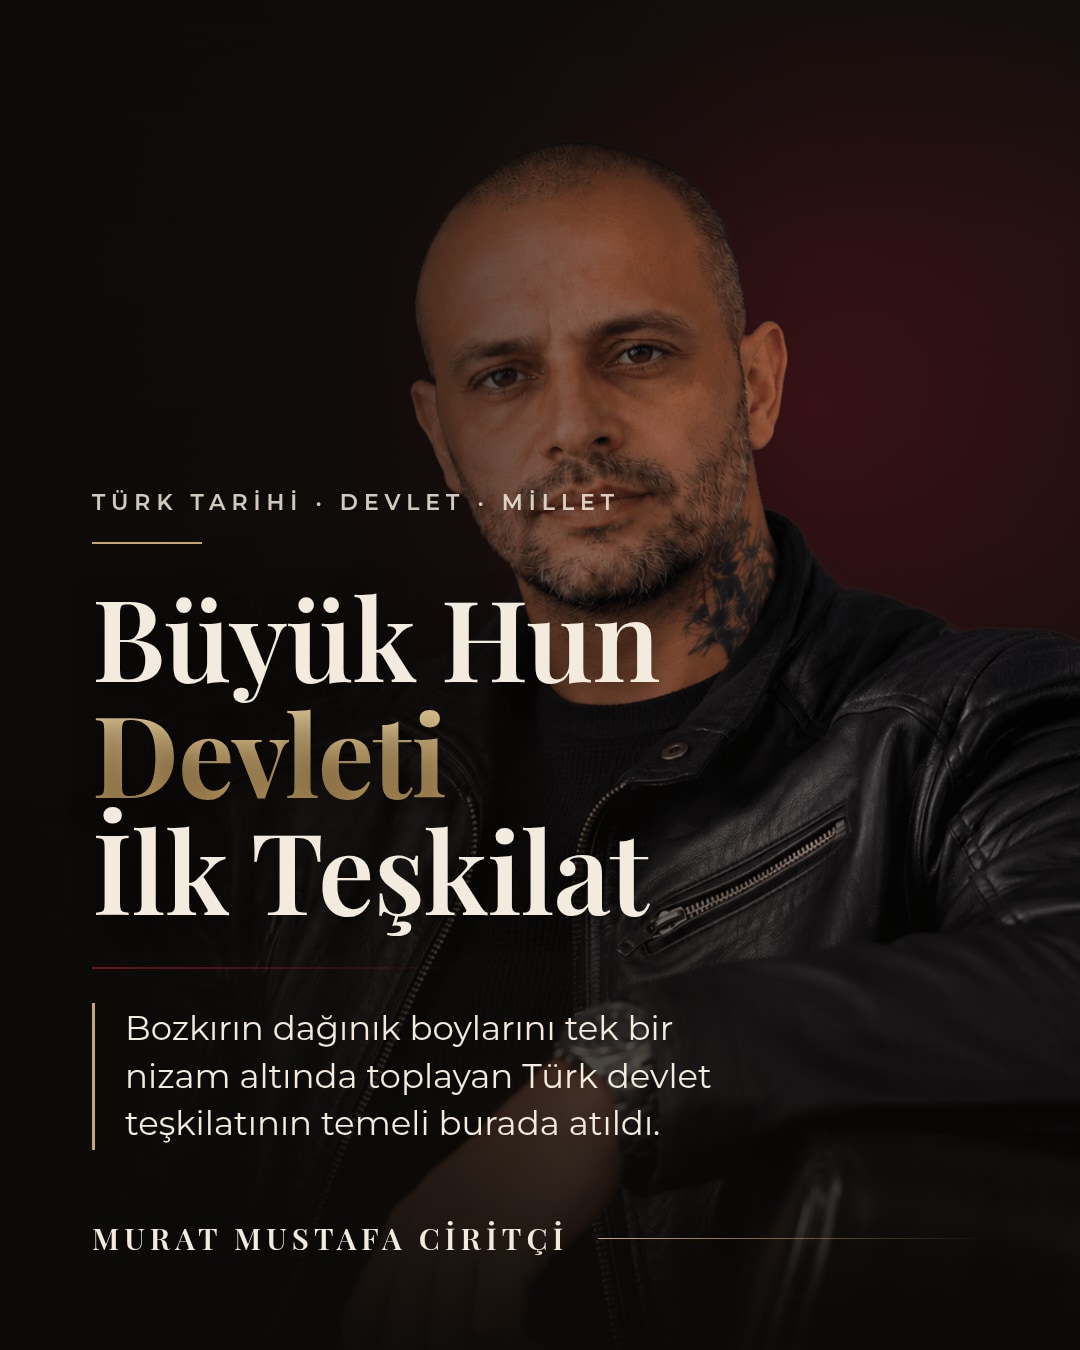 TÜRK TARİHİ · DEVLET · MİLLET
Büyük Hun
Devleti
İlk Teşkilat
Bozkırın dağınık boylarını tek bir
nizam altında toplayan Türk devlet
teşkilatının temeli burada atıldı.
MURAT MUSTAFA CİRİTÇİ